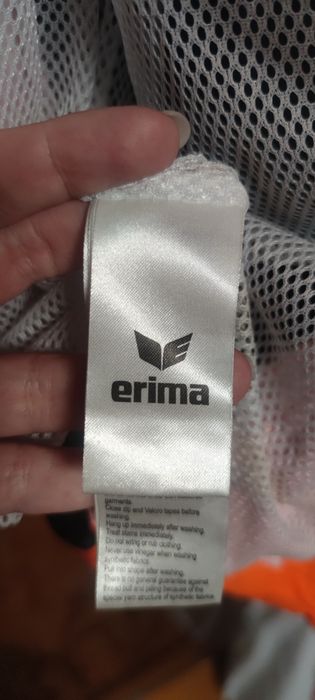 erima
garments.
Close zip and Velcro tapes before
washing.
Hang up immediately after washing.
Treat stains immediately.
Do not wring or rub clothing.
Never use vinegar when washing
synthetic fabrics.
Pull into shape after washing.
There is no general guarantee against
thread pull and pilling because of the
special yarn structure of synthetic fabrics.